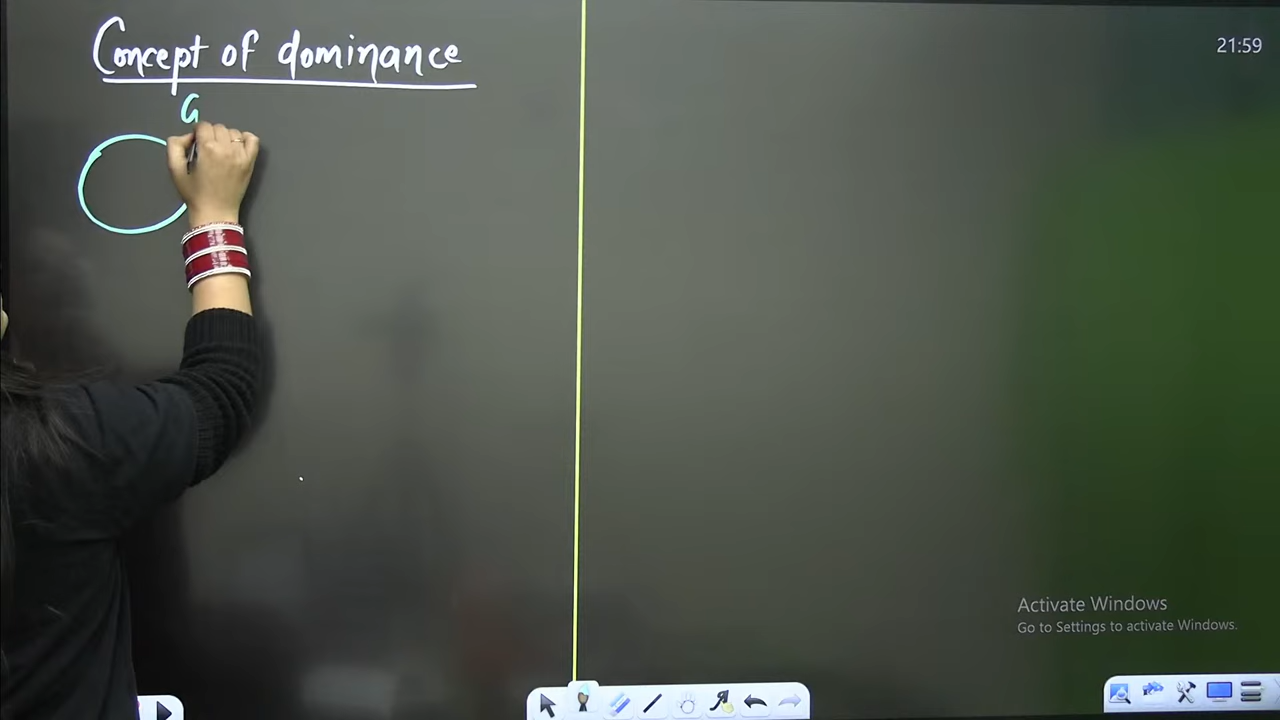 Concept of dominance
G
21:59
Activate Windows
Go to Settings to activate Windows.